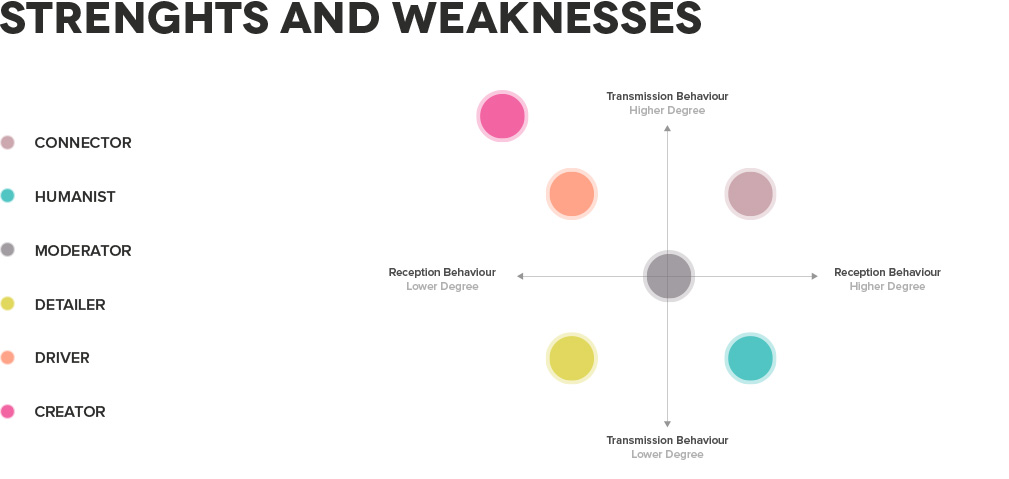 STRENGHTS AND WEAKNESSES
CONNECTOR
HUMANIST
MODERATOR
DETAILER
DRIVER
CREATOR
Transmission Behaviour
Higher Degree
Reception Behaviour
Lower Degree
Reception Behaviour
Higher Degree
Transmission Behaviour
Lower Degree